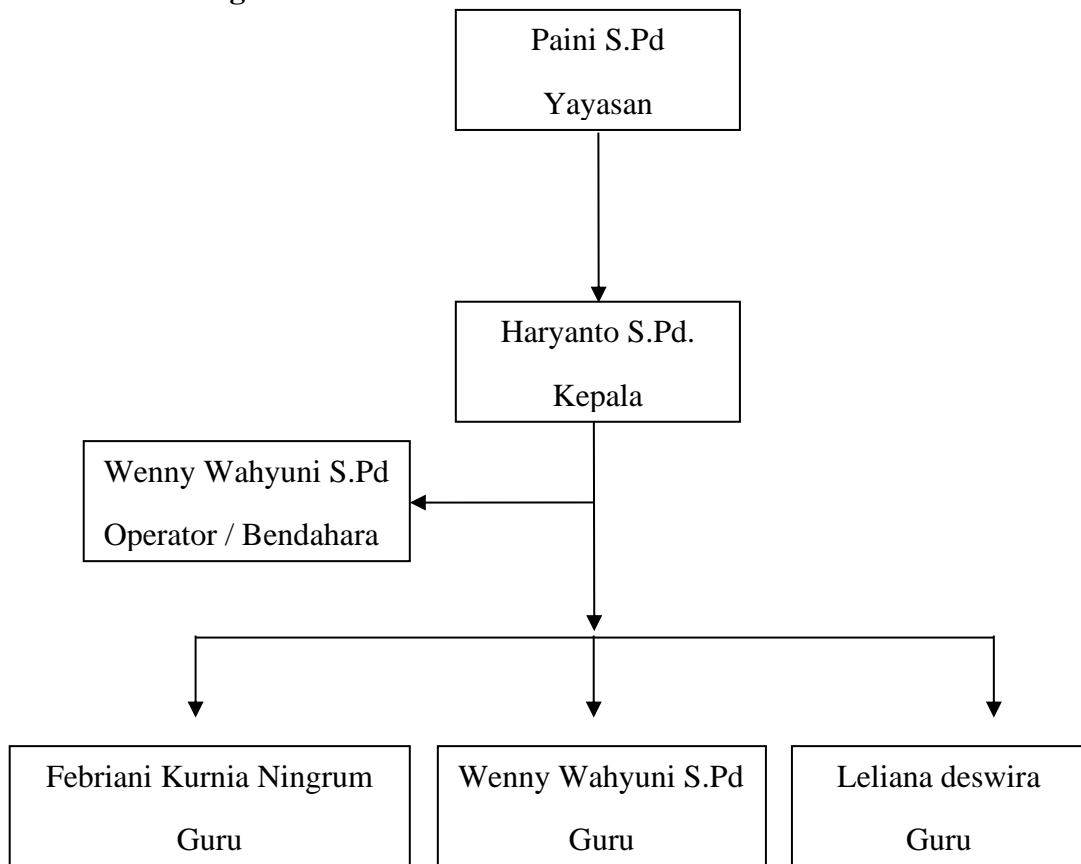 Paini S.Pd
Yayasan
Haryanto S.Pd.
Kepala
Wenny Wahyuni S.Pd
Operator / Bendahara
Febriani Kurnia Ningrum
Guru
Wenny Wahyuni S.Pd
Guru
Leliana deswira
Guru